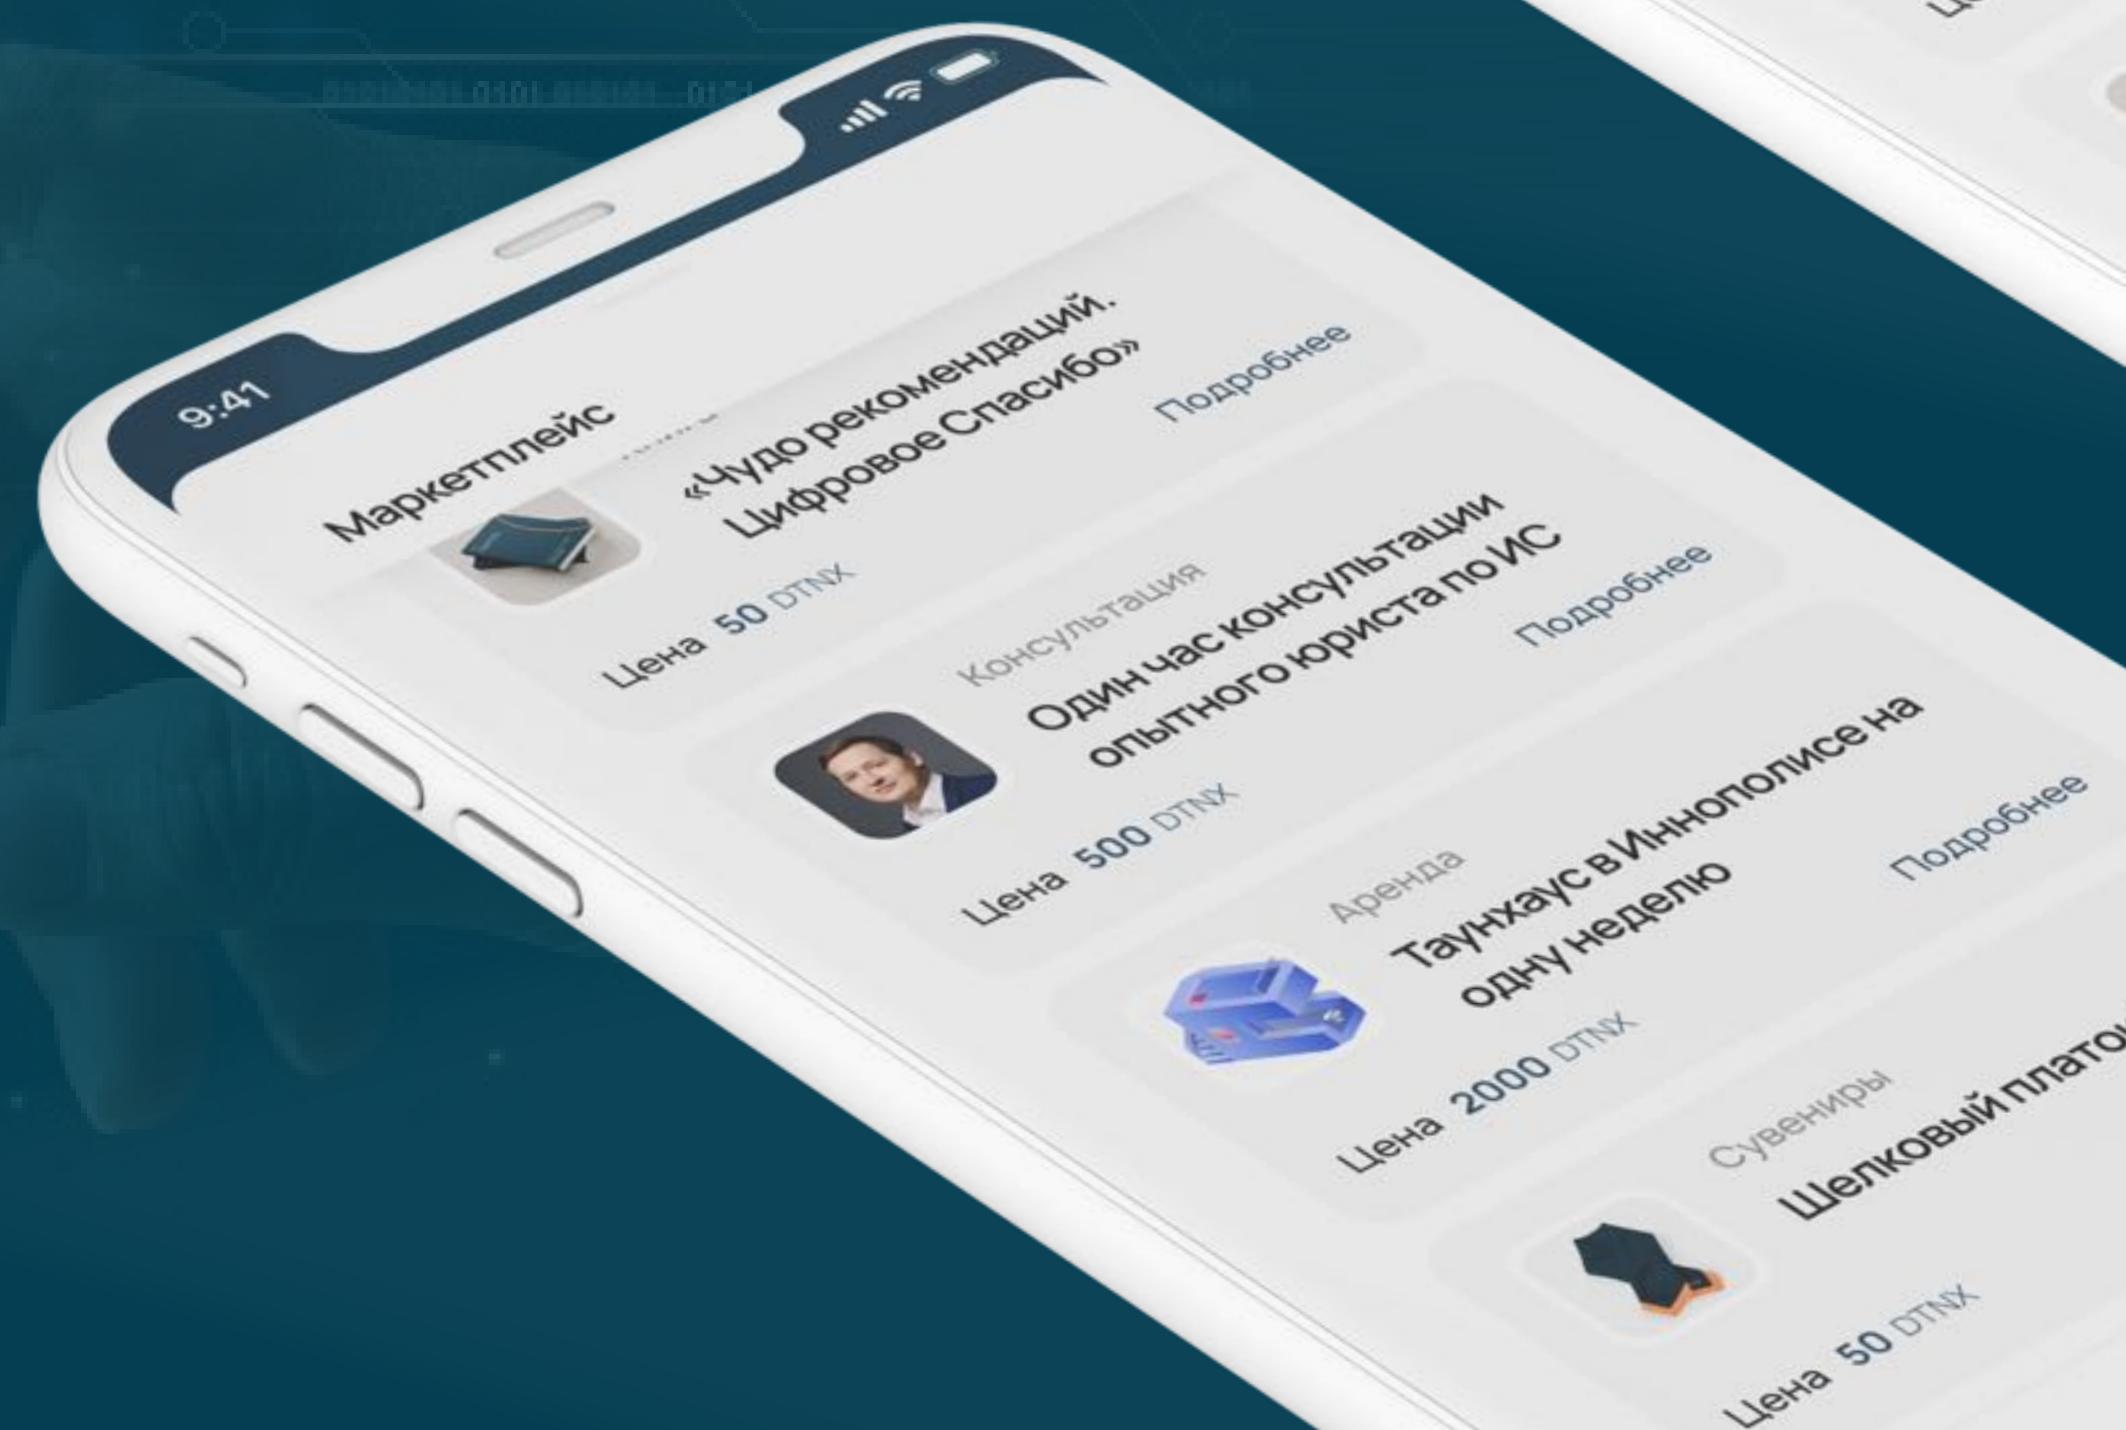 9:41
Маркетплейс
«Чудо рекомендаций.
Цифровое Спасибо»
Цена 50 DTNX
Подробнее
Консультация
Один час консультации
опытного юриста по ИС
Цена 500 DTNX
Подробнее
Аренда
Таунхаус в Иннополисе на
одну неделю
Цена 2000 DTNX
Подробнее
Сувениры
Шелковый
Цена 50 DTNX